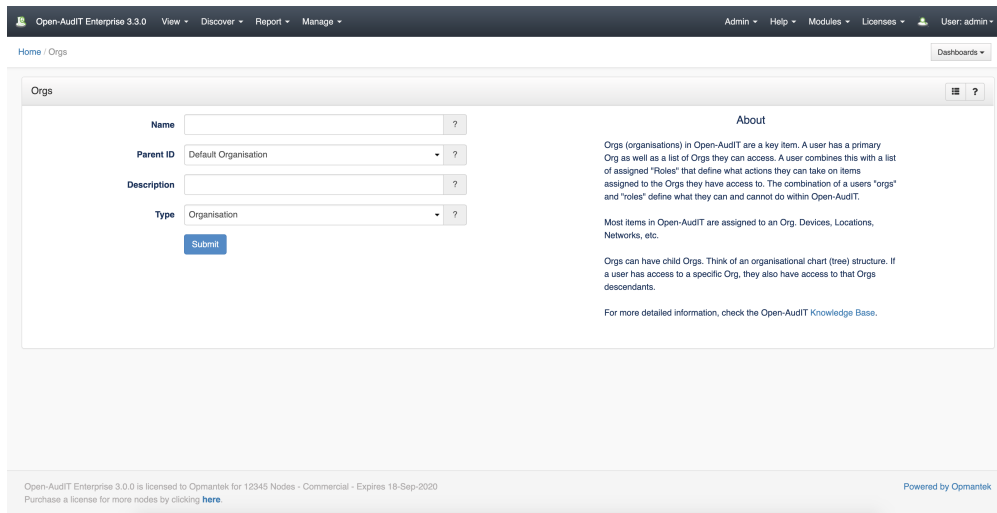 Open-AudIT Enterprise 3.3.0 View Discover Report Manage Admin Help Modules Licenses User: admin
Home / Orgs Dashboards
Orgs ?
Name ?
Parent ID Default Organisation ?
Description ?
Type Organisation ?
Submit
About
Orgs (organisations) in Open-AudIT are a key item. A user has a primary
Org as well as a list of Orgs they can access. A user combines this with a list
of assigned "Roles" that define what actions they can take on items
assigned to the Orgs they have access to. The combination of a users "orgs"
and "roles" define what they can and cannot do within Open-AudIT.
Most items in Open-AudIT are assigned to an Org. Devices, Locations,
Networks, etc.
Orgs can have child Orgs. Think of an organisational chart (tree) structure. If
a user has access to a specific Org, they also have access to that Orgs
descendants.
For more detailed information, check the Open-AudIT Knowledge Base.
Open-AudIT Enterprise 3.0.0 is licensed to Opmantek for 12345 Nodes - Commercial - Expires 18-Sep-2020
Purchase a license for more nodes by clicking here.
Powered by Opmantek